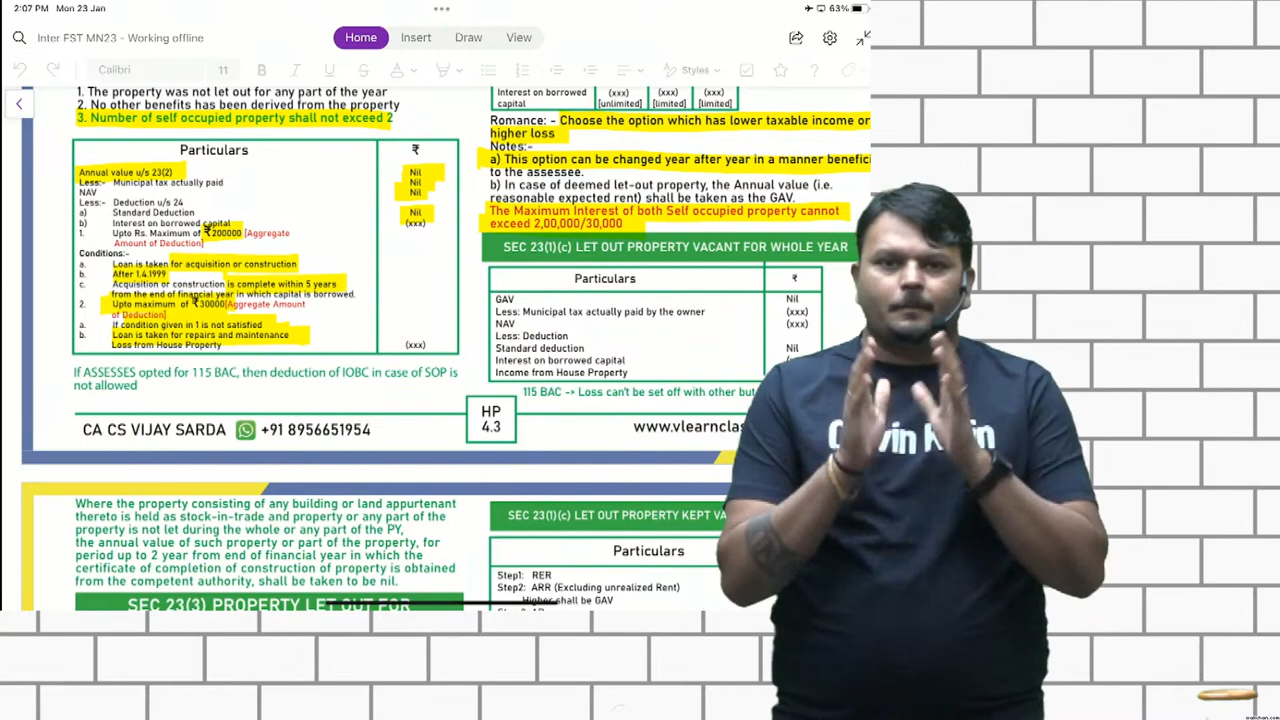 2:07 PM Mon 23 Jan
63%
Inter FST MN23 - Working offline
Home
Insert
Draw
View
Calibri
11
Styles
1. The property was not let out for any part of the year
2. No other benefits has been derived from the property
3. Number of self occupied property shall not exceed 2
Particulars ₹
Annual value u/s 23(2) Nil
Less:- Municipal tax actually paid Nil
NAV Nil
Less:- Deduction u/s 24
a) Standard Deduction Nil
b) Interest on borrowed capital (xxx)
1. Upto Rs. Maximum of ₹200000 [Aggregate
Amount of Deduction]
Conditions:-
a. Loan is taken for acquisition or construction
b. After 1.4.1999
c. Acquisition or construction is complete within 5 years
from the end of financial year in which capital is borrowed.
2. Upto maximum of ₹30000[Aggregate Amount
of Deduction]
a. If condition given in 1 is not satisfied
b. Loan is taken for repairs and maintenance
Loss from House Property (xxx)
If ASSESSES opted for 115 BAC, then deduction of IOBC in case of SOP is
not allowed
Interest on borrowed (xxx) (xxx) (xxx)
capital [unlimited] [limited] [limited]
Romance: - Choose the option which has lower taxable income or
higher loss
Notes:-
a) This option can be changed year after year in a manner
to the assessee.
b) In case of deemed let-out property, the Annual value (i.e.
reasonable expected rent) shall be taken as the GAV.
The Maximum Interest of both Self occupied property cannot
exceed 2,00,000/30,000
SEC 23(1)(c) LET OUT PROPERTY VACANT FOR WHOLE YEAR
Particulars ₹
GAV Nil
Less: Municipal tax actually paid by the owner (xxx)
NAV (xxx)
Less: Deduction
Standard deduction Nil
Interest on borrowed capital
Income from House Property
115 BAC -> Loss can't be set off with other but
CA CS VIJAY SARDA +91 8956651954
HP
4.3
Where the property consisting of any building or land appurtenant
thereto is held as stock-in-trade and property or any part of the
property is not let during the whole or any part of the PY,
the annual value of such property or part of the property, for
period up to 2 year from end of financial year in which the
certificate of completion of construction of property is obtained
from the competent authority, shall be taken to be nil.
SEC 23(3) PROPERTY LET OUT FOR
SEC 23(1)(c) LET OUT PROPERTY KEPT
Particulars
Step1: RER
Step2: ARR (Excluding unrealized Rent)
Higher shall be GAV